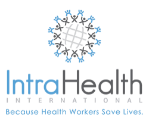 IntraHealth
INTERNATIONAL
Because Health Workers Save Lives.